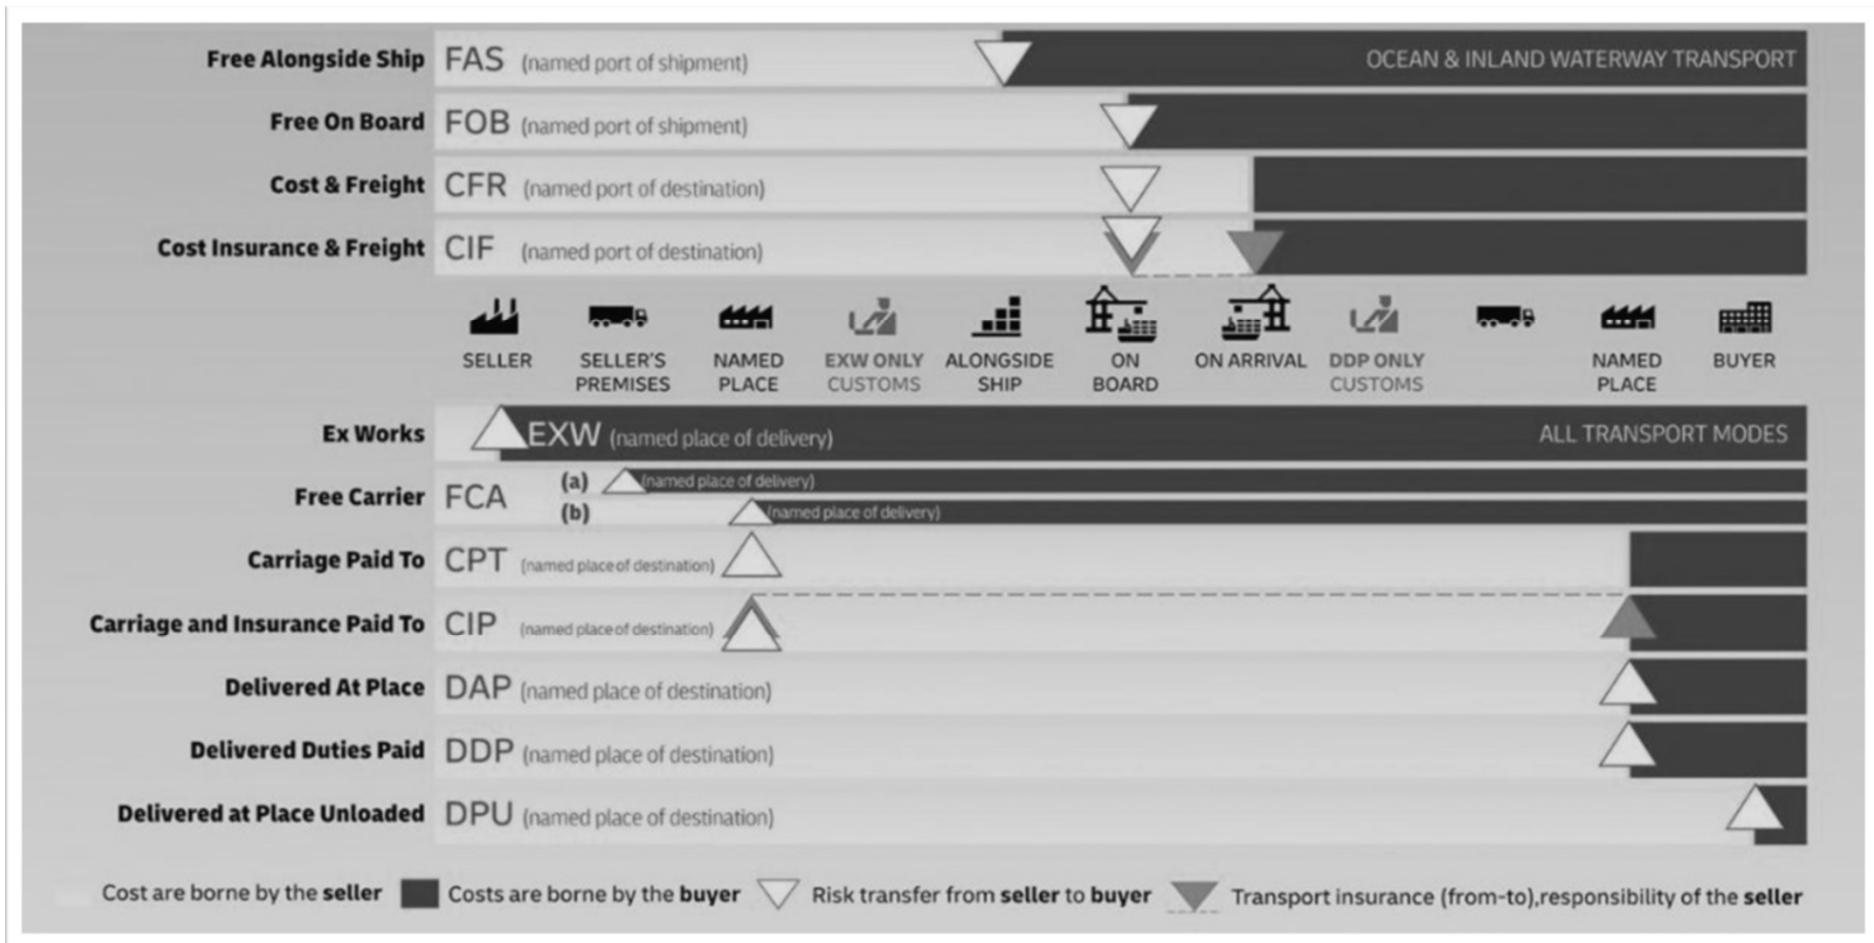 Free Alongside Ship FAS (named port of shipment) OCEAN & INLAND WATERWAY TRANSPORT
Free On Board FOB (named port of shipment)
Cost & Freight CFR (named port of destination)
Cost Insurance & Freight CIF (named port of destination)
SELLER
SELLER'S
PREMISES
NAMED
PLACE
EXW ONLY
CUSTOMS
ALONGSIDE
SHIP
ON
BOARD
ON ARRIVAL
DDP ONLY
CUSTOMS
NAMED
PLACE
BUYER
Ex Works EXW (named place of delivery) ALL TRANSPORT MODES
Free Carrier FCA
(a) (named place of delivery)
(b) (named place of delivery)
Carriage Paid To CPT (named place of destination)
Carriage and Insurance Paid To CIP (named place of destination)
Delivered At Place DAP (named place of destination)
Delivered Duties Paid DDP (named place of destination)
Delivered at Place Unloaded DPU (named place of destination)
Cost are borne by the seller Costs are borne by the buyer Risk transfer from seller to buyer Transport insurance (from-to),responsibility of the seller